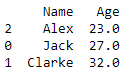 Name Age
2 Alex 23.0
0 Jack 27.0
1 Clarke 32.0